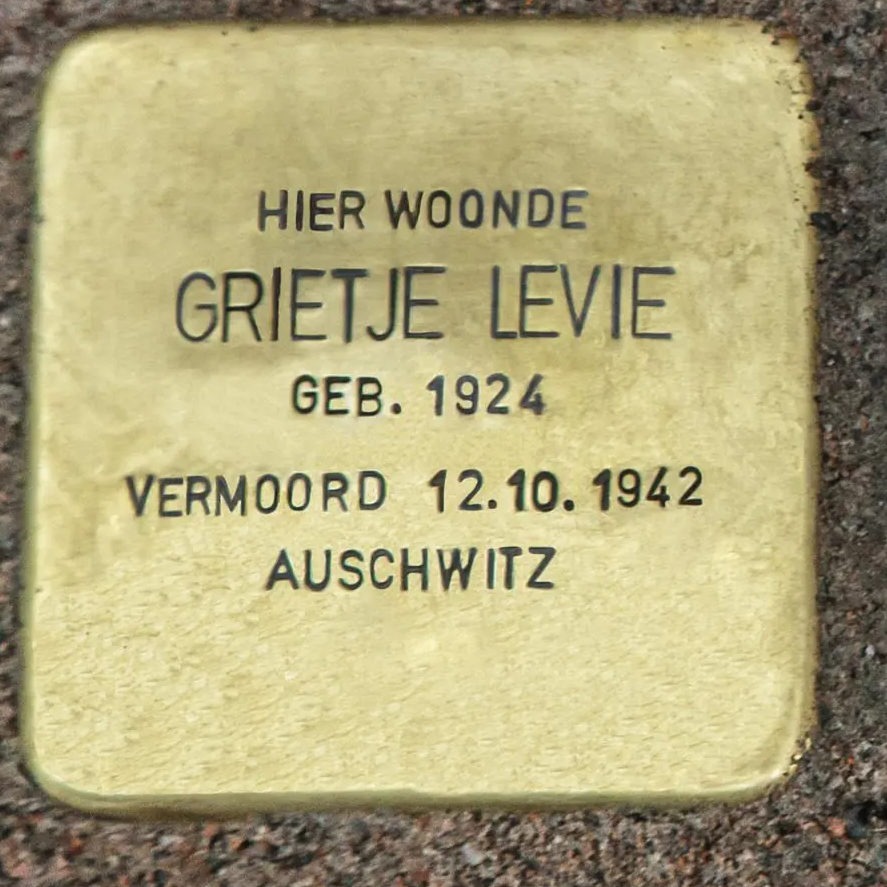 HIER WOONDE
GRIETJE LEVIE
GEB. 1924
VERMOORD 12.10.1942
AUSCHWITZ